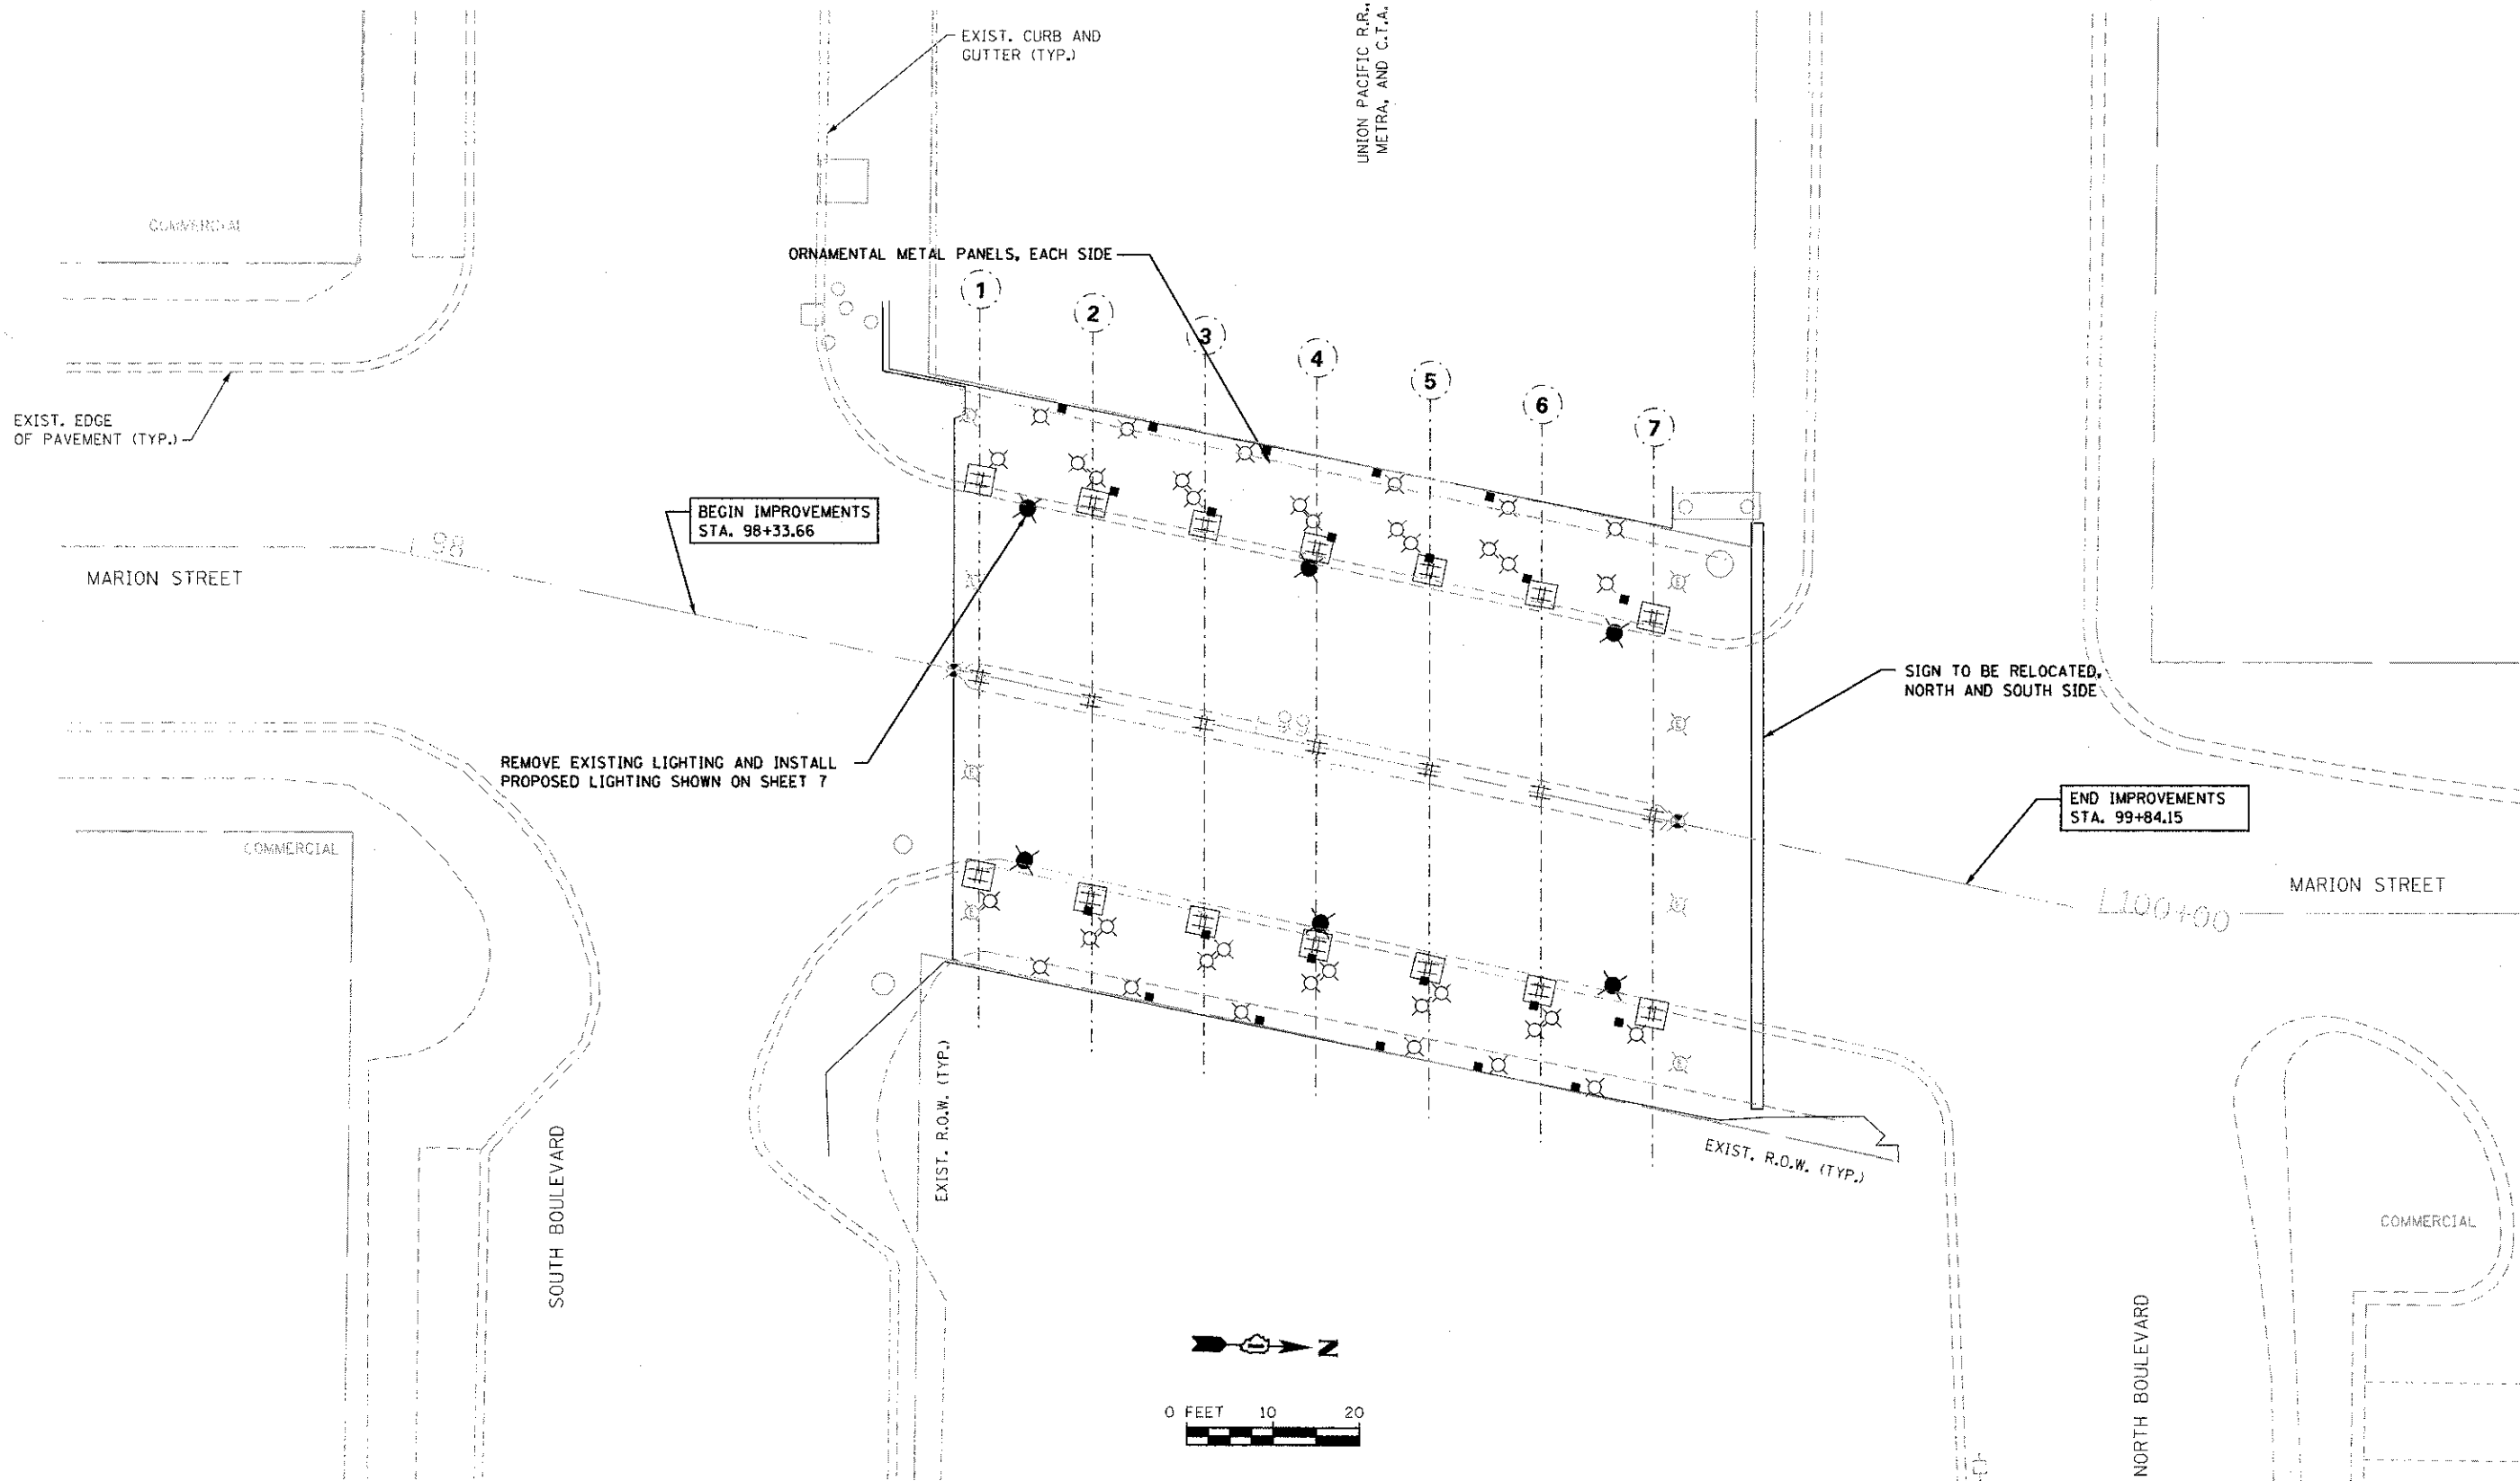 EXIST. CURB AND
GUTTER (TYP.)
UNION PACIFIC R.R.,
METRA, AND C.T.A.
COMMERCIAL
ORNAMENTAL METAL PANELS, EACH SIDE
1
2
3
4
5
6
7
EXIST. EDGE
OF PAVEMENT (TYP.)
BEGIN IMPROVEMENTS
STA. 98+33.66
98
MARION STREET
SIGN TO BE RELOCATED,
NORTH AND SOUTH SIDE
99
REMOVE EXISTING LIGHTING AND INSTALL
PROPOSED LIGHTING SHOWN ON SHEET 7
END IMPROVEMENTS
STA. 99+84.15
COMMERCIAL
MARION STREET
100+00
EXIST. R.O.W. (TYP.)
EXIST. R.O.W. (TYP.)
SOUTH BOULEVARD
COMMERCIAL
NORTH BOULEVARD
N
0 FEET 10 20